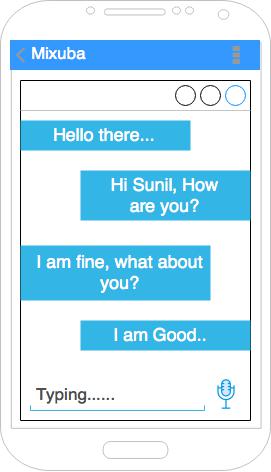 Mixuba
Hello there...
Hi Sunil, How
are you?
I am fine, what about
you?
I am Good..
Typing......